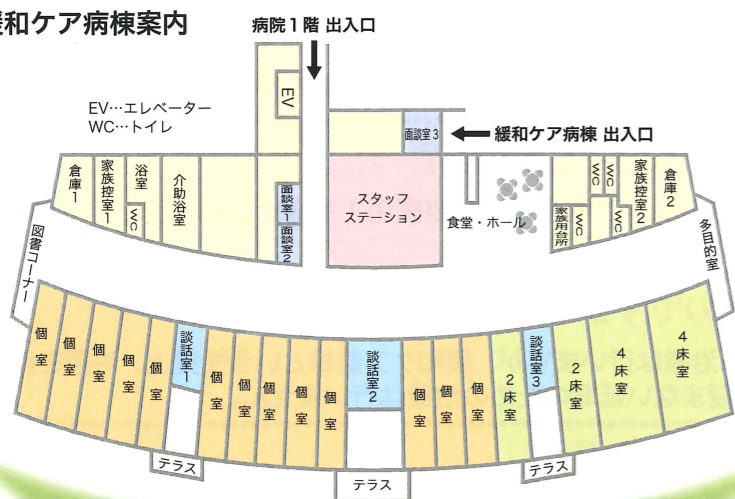 緩和ケア病棟案内
病院1階 出入口
EV…エレベーター
WC…トイレ
EV
面談室3
緩和ケア病棟 出入口
倉庫1
家族控室1
浴室
WC
介助浴室
面談室1
面談室2
スタッフ
ステーション
食堂・ホール
家族用台所
WC
WC
WC
WC
家族控室2
倉庫2
図書コーナー
多目的室
個室
個室
個室
個室
個室
談話室1
個室
個室
個室
個室
個室
談話室2
個室
個室
個室
2床室
談話室3
2床室
4床室
4床室
テラス
テラス
テラス